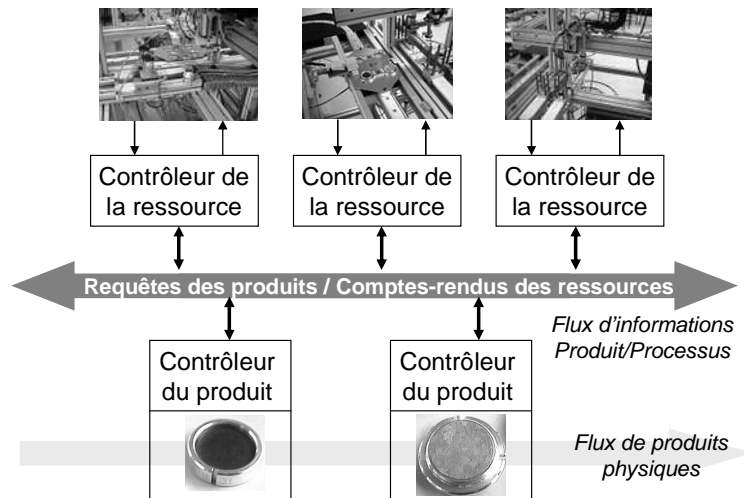 Contrôleur de
la ressource
Contrôleur de
la ressource
Contrôleur de
la ressource
Requêtes des produits / Comptes-rendus des ressources
Flux d'informations
Produit/Processus
Contrôleur
du produit
Contrôleur
du produit
Flux de produits
physiques